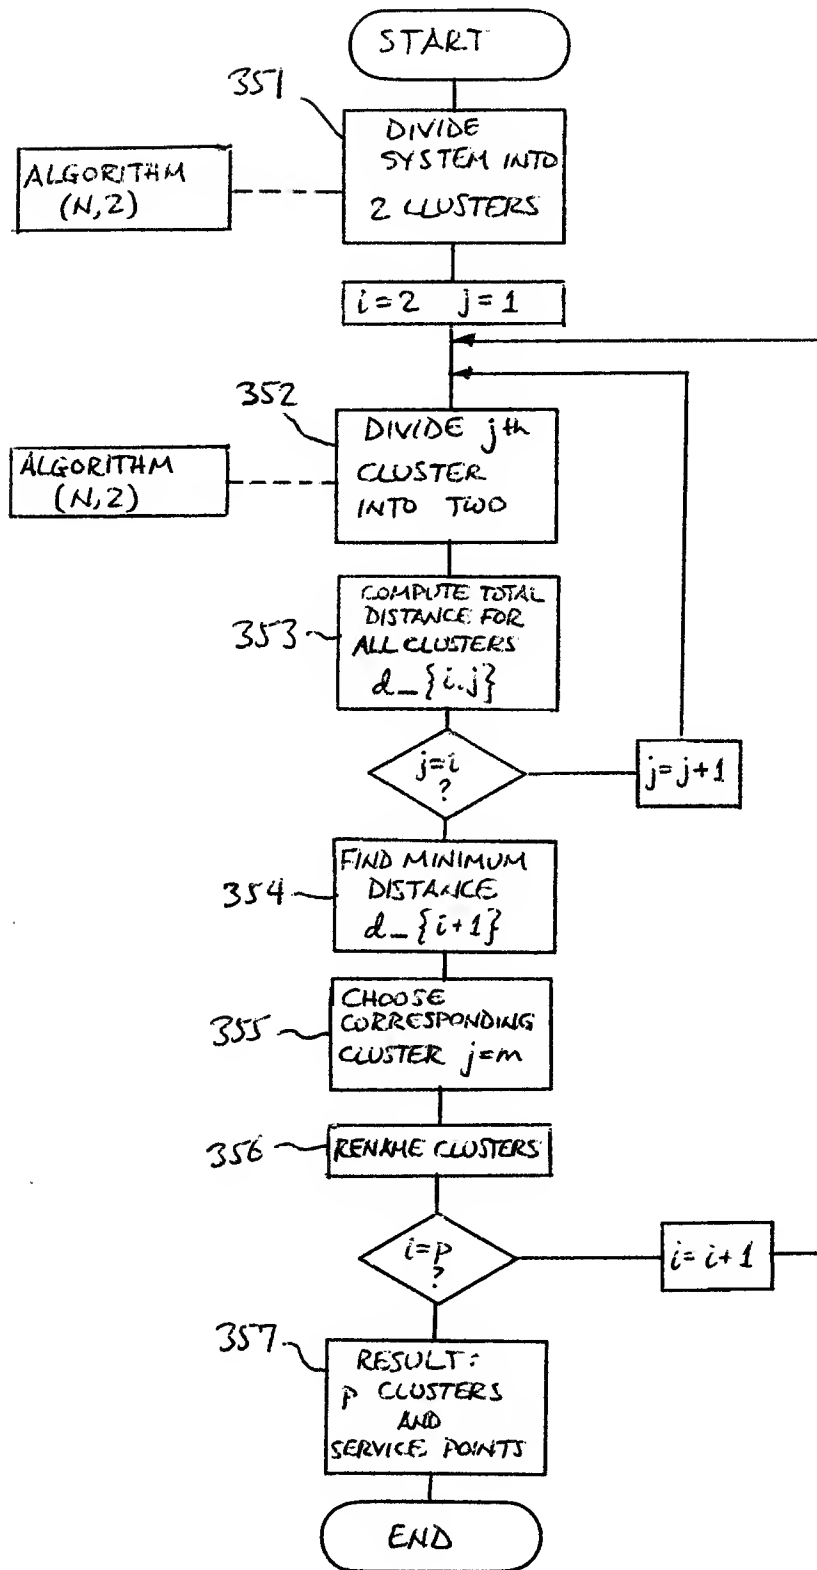 START
351
DIVIDE
SYSTEM INTO
2 CLUSTERS
ALGORITHM
(N,2)
i=2 j=1
352
DIVIDE jth
CLUSTER
INTO TWO
ALGORITHM
(N,2)
353
COMPUTE TOTAL
DISTANCE FOR
ALL CLUSTERS
d_{i.j}
j=i
?
j=j+1
354
FIND MINIMUM
DISTANCE
d_{i+1}
355
CHOOSE
CORRESPONDING
CLUSTER j=m
356
RENAME CLUSTERS
i=p
?
i=i+1
357
RESULT:
P CLUSTERS
AND
SERVICE POINTS
END